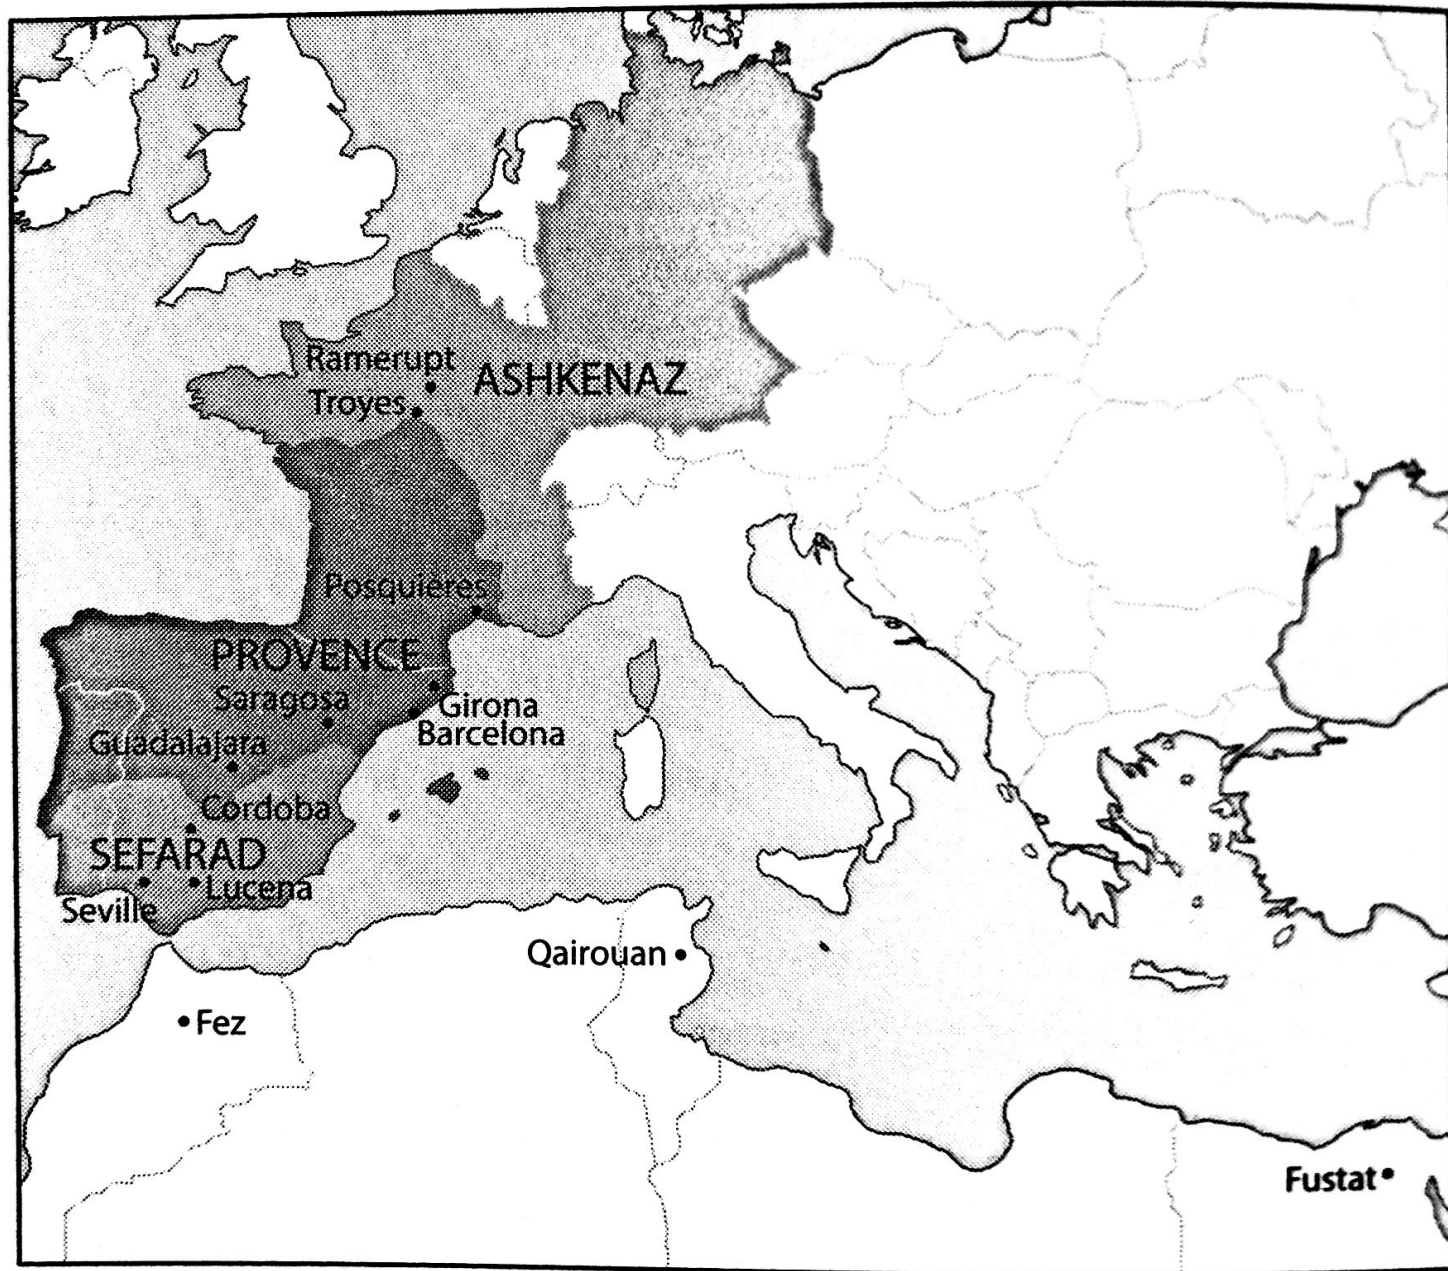 Ramerupt
ASHKENAZ
Troyes
Posquières
PROVENCE
Saragosa
Girona
Barcelona
Guadalajara
Cordoba
SEFARAD
Lucena
Seville
Qairouan
Fez
Fustat